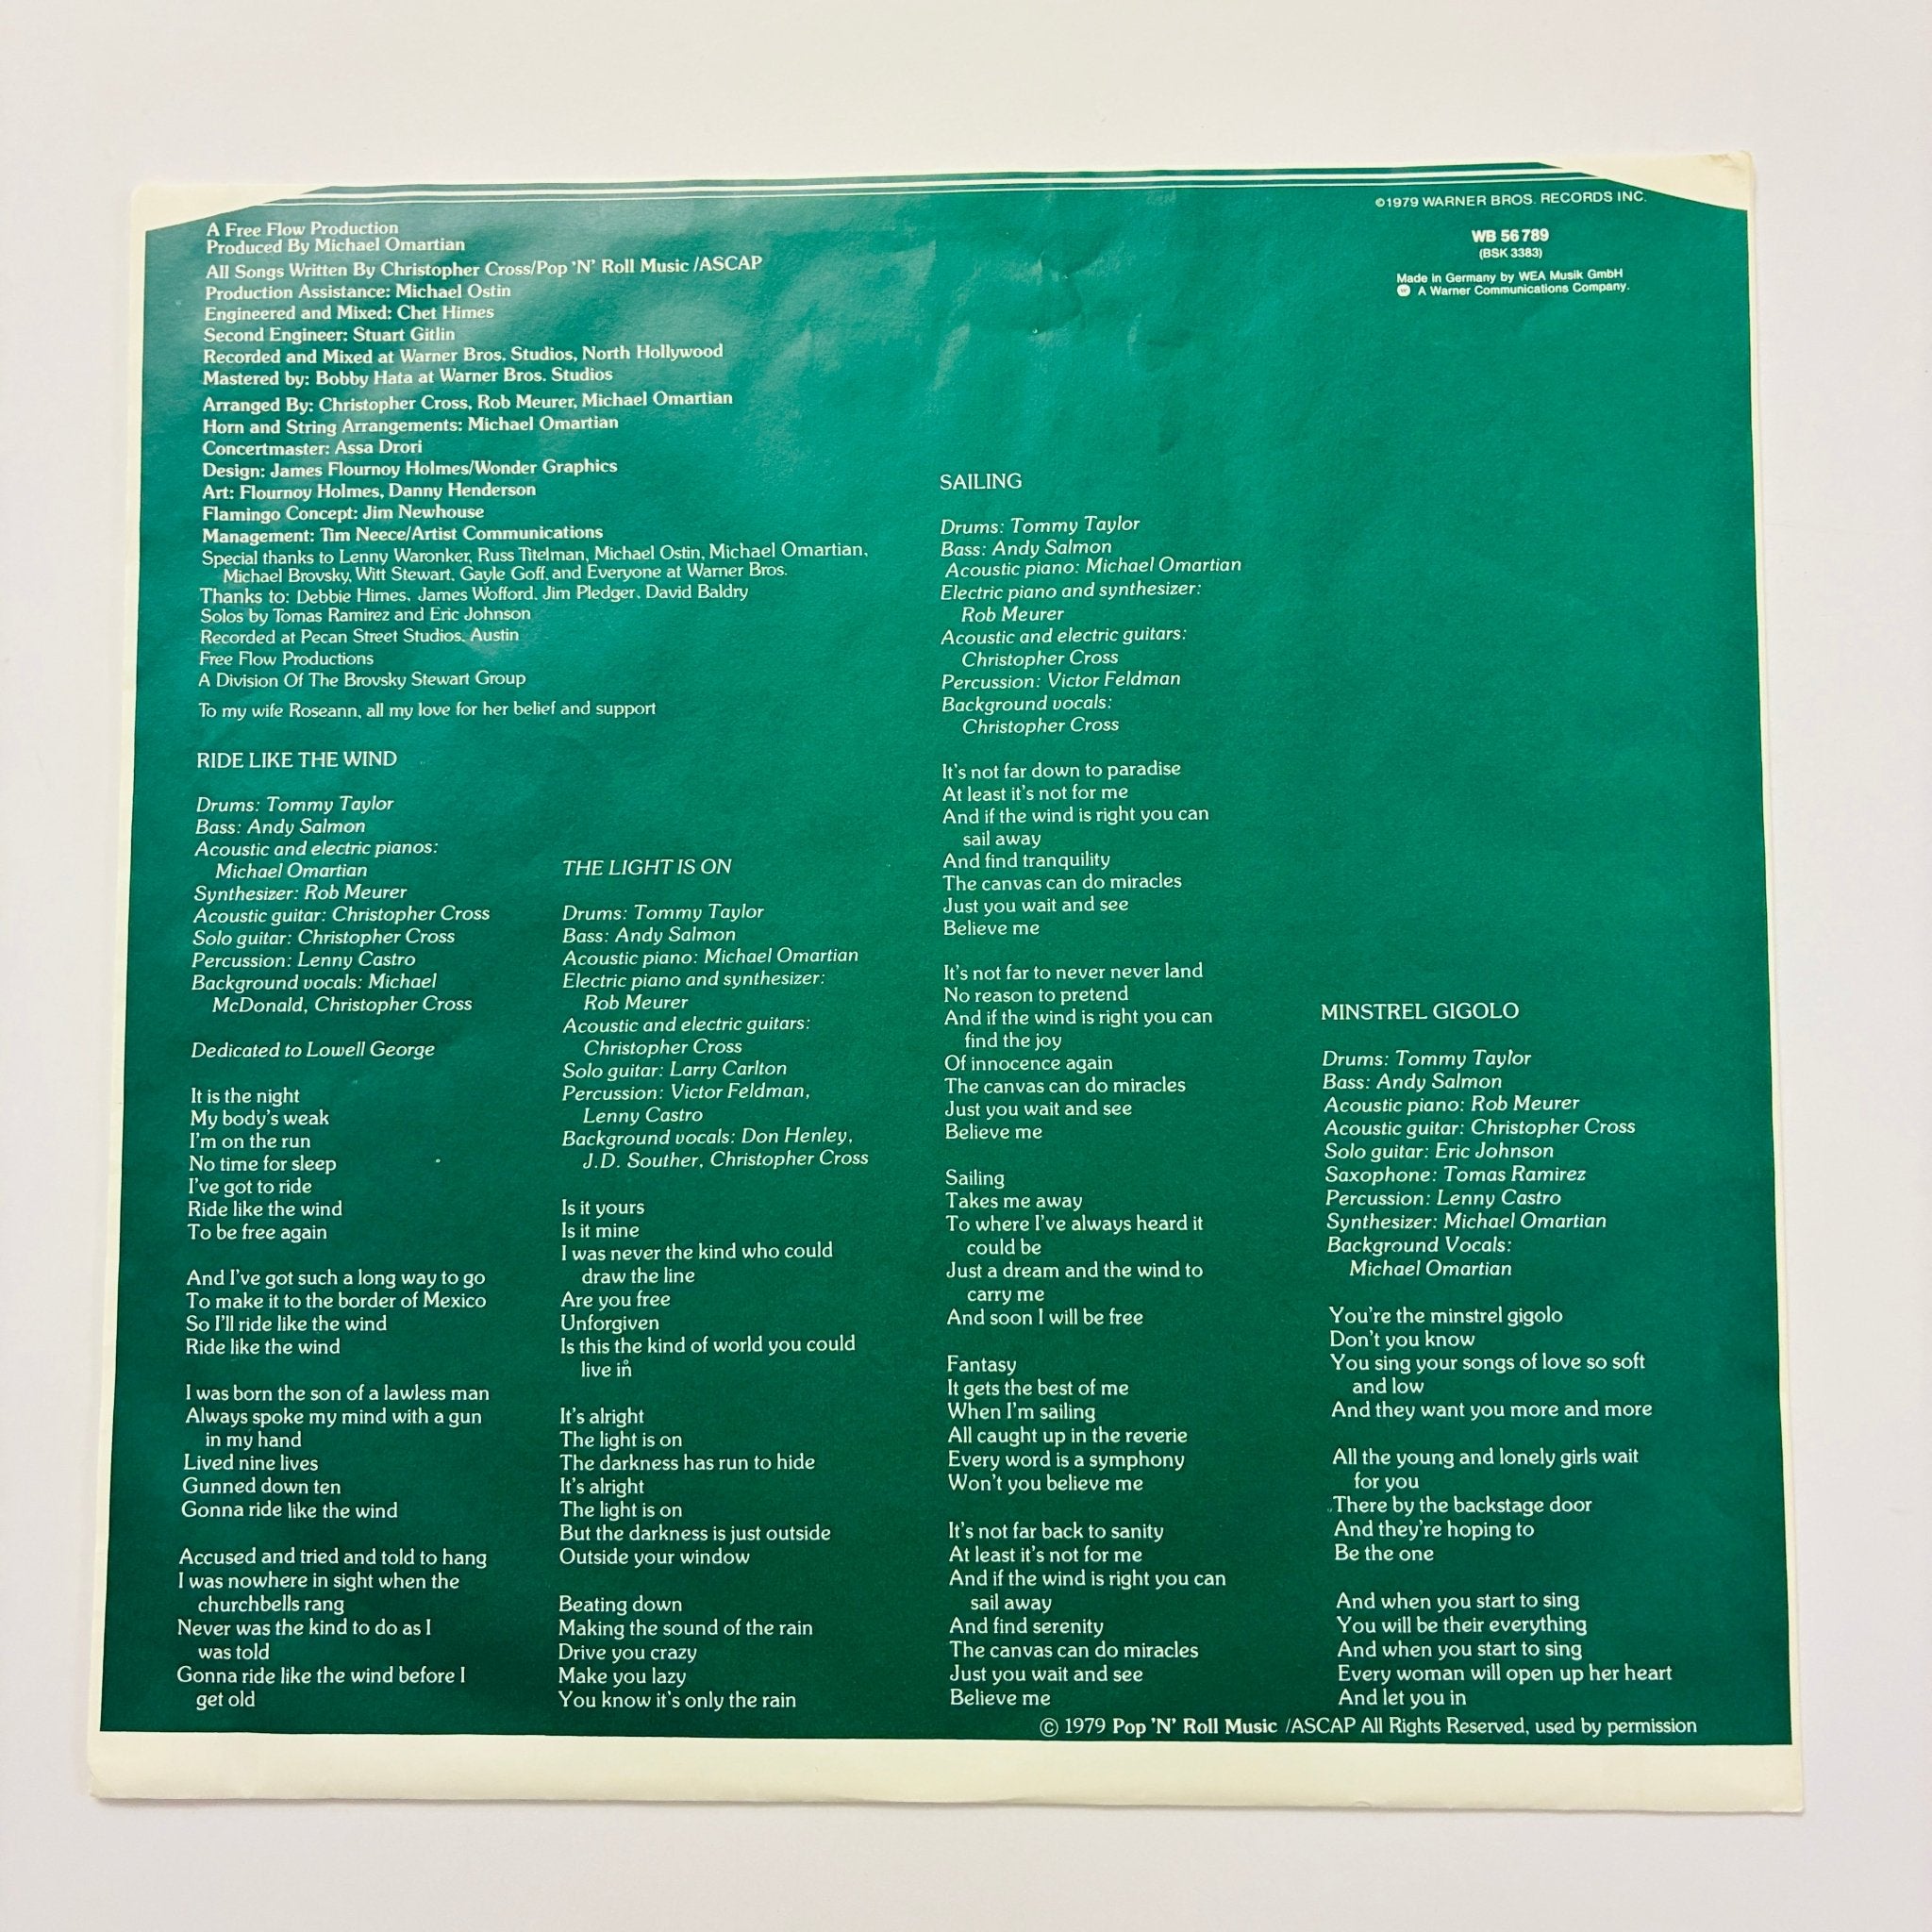 A Free Flow Production
Produced By Michael Omartian
All Songs Written By Christopher Cross/Pop 'N' Roll Music /ASCAP
Production Assistance: Michael Ostin
Engineered and Mixed: Chet Himes
Second Engineer: Stuart Gitlin
Recorded and Mixed at Warner Bros. Studios, North Hollywood
Mastered by: Bobby Hata at Warner Bros. Studios
Arranged By: Christopher Cross, Rob Meurer, Michael Omartian
Horn and String Arrangements: Michael Omartian
Concertmaster: Assa Drori
Design: James Flournoy Holmes/Wonder Graphics
Art: Flournoy Holmes, Danny Henderson
Flamingo Concept: Jim Newhouse
Management: Tim Neece/Artist Communications
Special thanks to Lenny Waronker, Russ Titelman, Michael Ostin, Michael Omartian,
Michael Brovsky, Witt Stewart, Gayle Goff, and Everyone at Warner Bros.
Thanks to: Debbie Himes, James Wofford, Jim Pledger, David Baldry
Solos by Tomas Ramirez and Eric Johnson
Recorded at Pecan Street Studios, Austin
Free Flow Productions
A Division Of The Brovsky Stewart Group
To my wife Roseann, all my love for her belief and support
©1979 WARNER BROS. RECORDS INC.
WB 56 789
(BSK 3383)
Made in Germany by WEA Musik GmbH
A Warner Communications Company.
RIDE LIKE THE WIND
Drums: Tommy Taylor
Bass: Andy Salmon
Acoustic and electric pianos:
Michael Omartian
Synthesizer: Rob Meurer
Acoustic guitar: Christopher Cross
Solo guitar: Christopher Cross
Percussion: Lenny Castro
Background vocals: Michael
McDonald, Christopher Cross
Dedicated to Lowell George
It is the night
My body's weak
I'm on the run
No time for sleep
I've got to ride
Ride like the wind
To be free again
And I've got such a long way to go
To make it to the border of Mexico
So I'll ride like the wind
Ride like the wind
I was born the son of a lawless man
Always spoke my mind with a gun
in my hand
Lived nine lives
Gunned down ten
Gonna ride like the wind
Accused and tried and told to hang
I was nowhere in sight when the
churchbells rang
Never was the kind to do as I
was told
Gonna ride like the wind before I
get old
THE LIGHT IS ON
Drums: Tommy Taylor
Bass: Andy Salmon
Acoustic piano: Michael Omartian
Electric piano and synthesizer:
Rob Meurer
Acoustic and electric guitars:
Christopher Cross
Solo guitar: Larry Carlton
Percussion: Victor Feldman,
Lenny Castro
Background vocals: Don Henley,
J.D. Souther, Christopher Cross
Is it yours
Is it mine
I was never the kind who could
draw the line
Are you free
Unforgiven
Is this the kind of world you could
live in
It's alright
The light is on
The darkness has run to hide
It's alright
The light is on
But the darkness is just outside
Outside your window
Beating down
Making the sound of the rain
Drive you crazy
Make you lazy
You know it's only the rain
SAILING
Drums: Tommy Taylor
Bass: Andy Salmon
Acoustic piano: Michael Omartian
Electric piano and synthesizer:
Rob Meurer
Acoustic and electric guitars:
Christopher Cross
Percussion: Victor Feldman
Background vocals:
Christopher Cross
It's not far down to paradise
At least it's not for me
And if the wind is right you can
sail away
And find tranquility
The canvas can do miracles
Just you wait and see
Believe me
It's not far to never never land
No reason to pretend
And if the wind is right you can
find the joy
Of innocence again
The canvas can do miracles
Just you wait and see
Believe me
Sailing
Takes me away
To where I've always heard it
could be
Just a dream and the wind to
carry me
And soon I will be free
Fantasy
It gets the best of me
When I'm sailing
All caught up in the reverie
Every word is a symphony
Won't you believe me
It's not far back to sanity
At least it's not for me
And if the wind is right you can
sail away
And find serenity
The canvas can do miracles
Just you wait and see
Believe me
MINSTREL GIGOLO
Drums: Tommy Taylor
Bass: Andy Salmon
Acoustic piano: Rob Meurer
Acoustic guitar: Christopher Cross
Solo guitar: Eric Johnson
Saxophone: Tomas Ramirez
Percussion: Lenny Castro
Synthesizer: Michael Omartian
Background Vocals:
Michael Omartian
You're the minstrel gigolo
Don't you know
You sing your songs of love so soft
and low
And they want you more and more
All the young and lonely girls wait
for you
There by the backstage door
And they're hoping to
Be the one
And when you start to sing
You will be their everything
And when you start to sing
Every woman will open up her heart
And let you in
© 1979 Pop 'N' Roll Music /ASCAP All Rights Reserved, used by permission